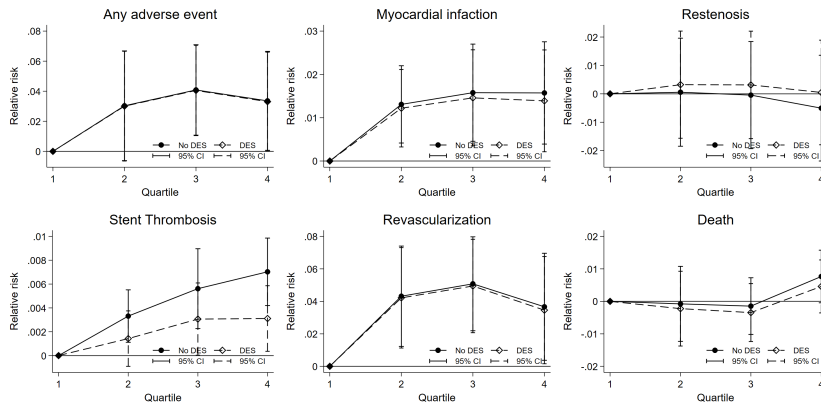 Any adverse event
Relative risk
.08
.06
.04
.02
0
No DES DES
95% CI 95% CI
1 2 3 4
Quartile
Myocardial infaction
Relative risk
.03
.02
.01
0
No DES DES
95% CI 95% CI
1 2 3 4
Quartile
Restenosis
Relative risk
.02
.01
0
-.01
-.02
No DES DES
95% CI 95% CI
1 2 3 4
Quartile
Stent Thrombosis
Relative risk
.01
.008
.006
.004
.002
0
No DES DES
95% CI 95% CI
1 2 3 4
Quartile
Revascularization
Relative risk
.08
.06
.04
.02
0
No DES DES
95% CI 95% CI
1 2 3 4
Quartile
Death
Relative risk
.02
.01
0
-.01
-.02
No DES DES
95% CI 95% CI
1 2 3 4
Quartile